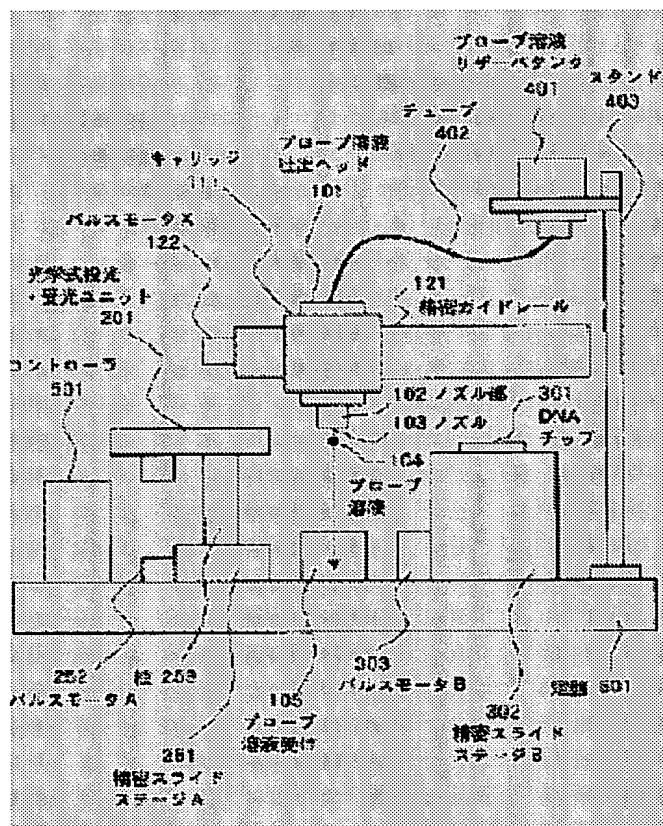 プローブ溶液
リザーバタンク
401
スタンド
403
チューブ
402
プローブ溶液
吐出ヘッド
101
キャリッジ
111
パルスモータX
122
光学式投光
・受光ユニット
201
121
精密ガイドレール
コントローラ
501
102 ノズル部
103 ノズル
104
プローブ
溶液
301
DNA
チップ
252
パルスモータA
柱 253
251
精密スライド
ステージA
105
プローブ
溶液受け
303
パルスモータB
302
精密スライド
ステージB
定盤 601